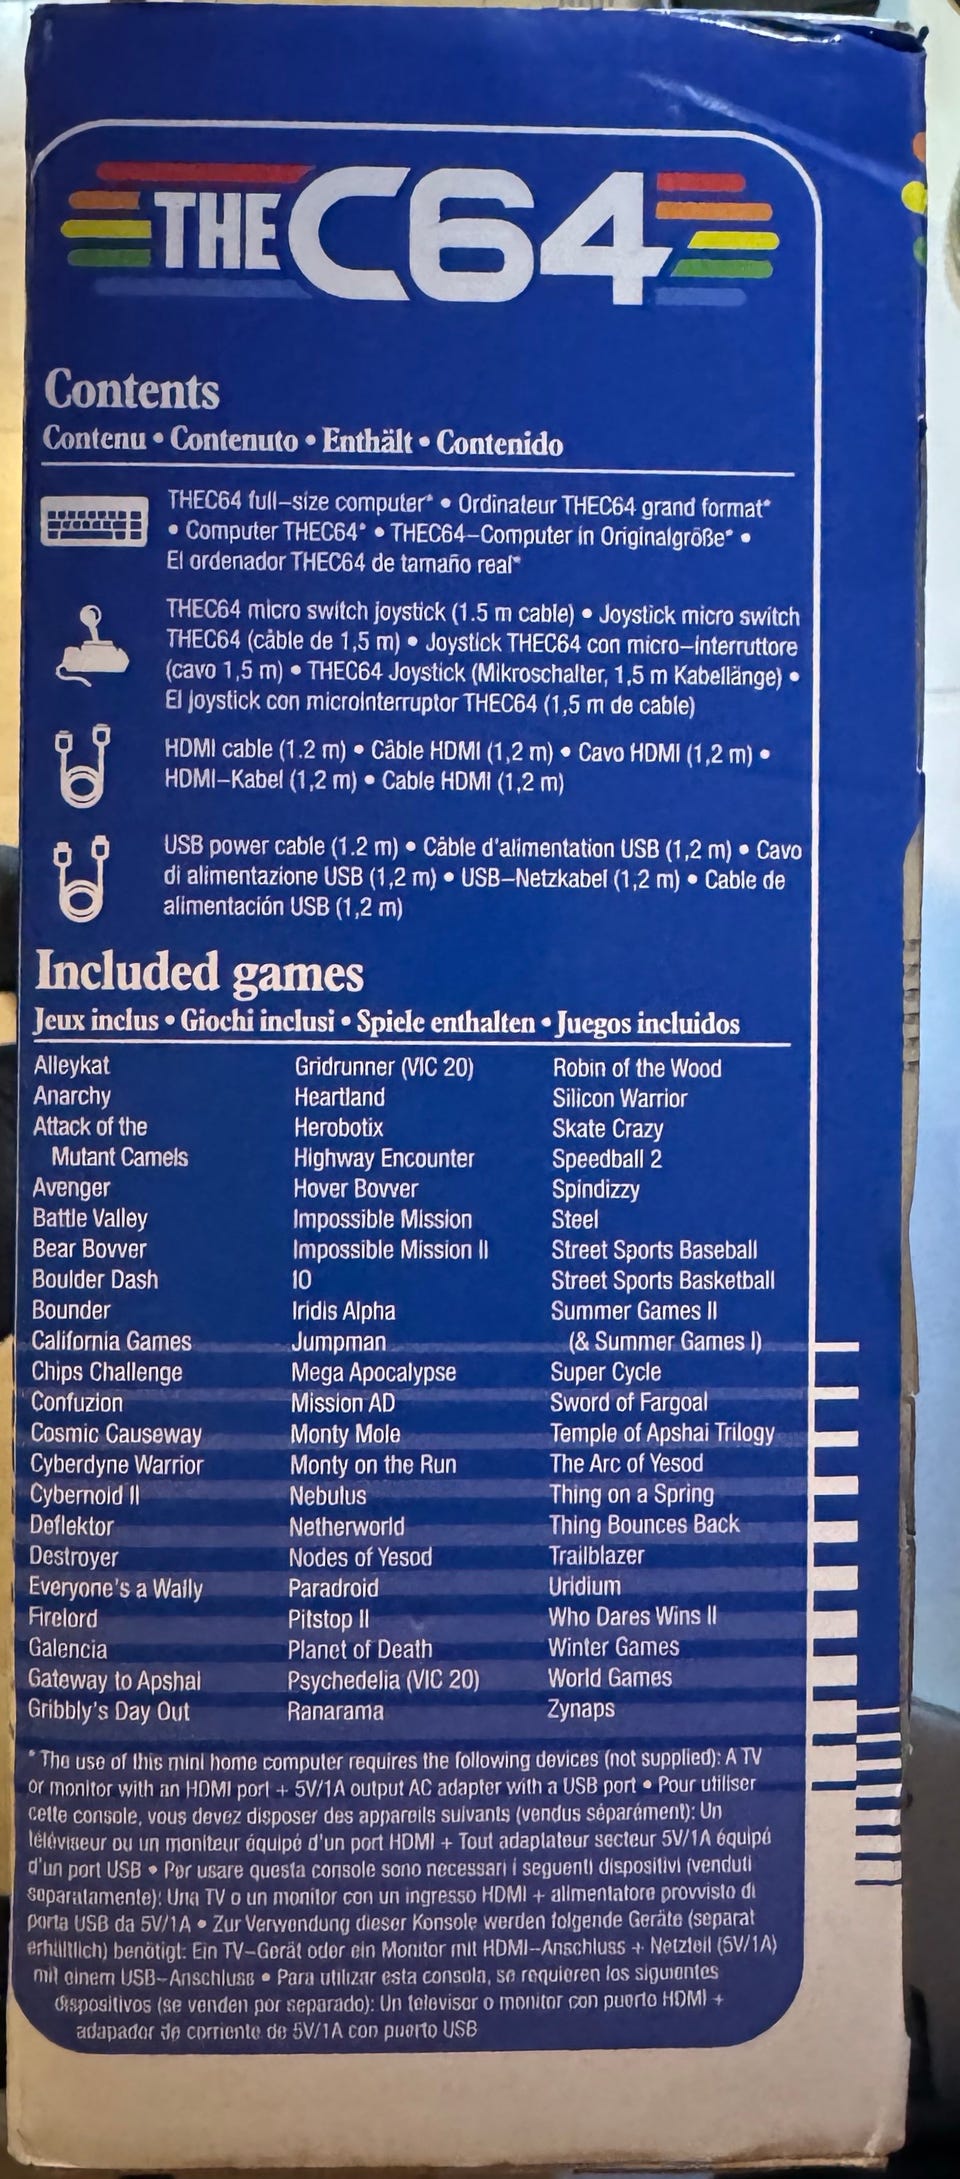 THEC64
Contents
Contenu • Contenuto • Enthält • Contenido
THEC64 full-size computer* • Ordinateur THEC64 grand format*
• Computer THEC64* • THEC64-Computer in Originalgröße* •
El ordenador THEC64 de tamaño real*
THEC64 micro switch joystick (1.5 m cable) • Joystick micro switch
THEC64 (câble de 1,5 m) • Joystick THEC64 con micro-interruttore
(cavo 1,5 m) • THEC64 Joystick (Mikroschalter, 1,5 m Kabellänge) •
El joystick con microinterruptor THEC64 (1,5 m de cable)
HDMI cable (1.2 m) • Câble HDMI (1,2 m) • Cavo HDMI (1,2 m) •
HDMI-Kabel (1,2 m) • Cable HDMI (1,2 m)
USB power cable (1.2 m) • Câble d'alimentation USB (1,2 m) • Cavo
di alimentazione USB (1,2 m) • USB-Netzkabel (1,2 m) • Cable de
alimentación USB (1,2 m)
Included games
Jeux inclus • Giochi inclusi • Spiele enthalten • Juegos incluidos
Alleykat
Anarchy
Attack of the
Mutant Camels
Avenger
Battle Valley
Bear Bovver
Boulder Dash
Bounder
California Games
Chips Challenge
Confuzion
Cosmic Causeway
Cyberdyne Warrior
Cybernoid II
Deflektor
Destroyer
Everyone's a Wally
Firelord
Galencia
Gateway to Apshai
Gribbly's Day Out
Gridrunner (VIC 20)
Heartland
Herobotix
Highway Encounter
Hover Bovver
Impossible Mission
Impossible Mission II
IO
Iridis Alpha
Jumpman
Mega Apocalypse
Mission AD
Monty Mole
Monty on the Run
Nebulus
Netherworld
Nodes of Yesod
Paradroid
Pitstop II
Planet of Death
Psychedelia (VIC 20)
Ranarama
Robin of the Wood
Silicon Warrior
Skate Crazy
Speedball 2
Spindizzy
Steel
Street Sports Baseball
Street Sports Basketball
Summer Games II
(& Summer Games I)
Super Cycle
Sword of Fargoal
Temple of Apshai Trilogy
The Arc of Yesod
Thing on a Spring
Thing Bounces Back
Trailblazer
Uridium
Who Dares Wins II
Winter Games
World Games
Zynaps
* The use of this mini home computer requires the following devices (not supplied): A TV
or monitor with an HDMI port + 5V/1A output AC adapter with a USB port • Pour utiliser
cette console, vous devez disposer des appareils suivants (vendus séparément): Un
téléviseur ou un moniteur équipé d'un port HDMI + Tout adaptateur secteur 5V/1A équipé
d'un port USB • Per usare questa console sono necessari i seguenti dispositivi (venduti
separatamente): Una TV o un monitor con un ingresso HDMI + alimentatore provvisto di
porta USB da 5V/1A • Zur Verwendung dieser Konsole werden folgende Geräte (separat
erhältlich) benötigt: Ein TV-Gerät oder ein Monitor mit HDMI-Anschluss + Netzteil (5V/1A)
mit einem USB-Anschluss • Para utilizar esta consola, se requieren los siguientes
dispositivos (se venden por separado): Un televisor o monitor con puerto HDMI +
adapador de corriente de 5V/1A con puerto USB